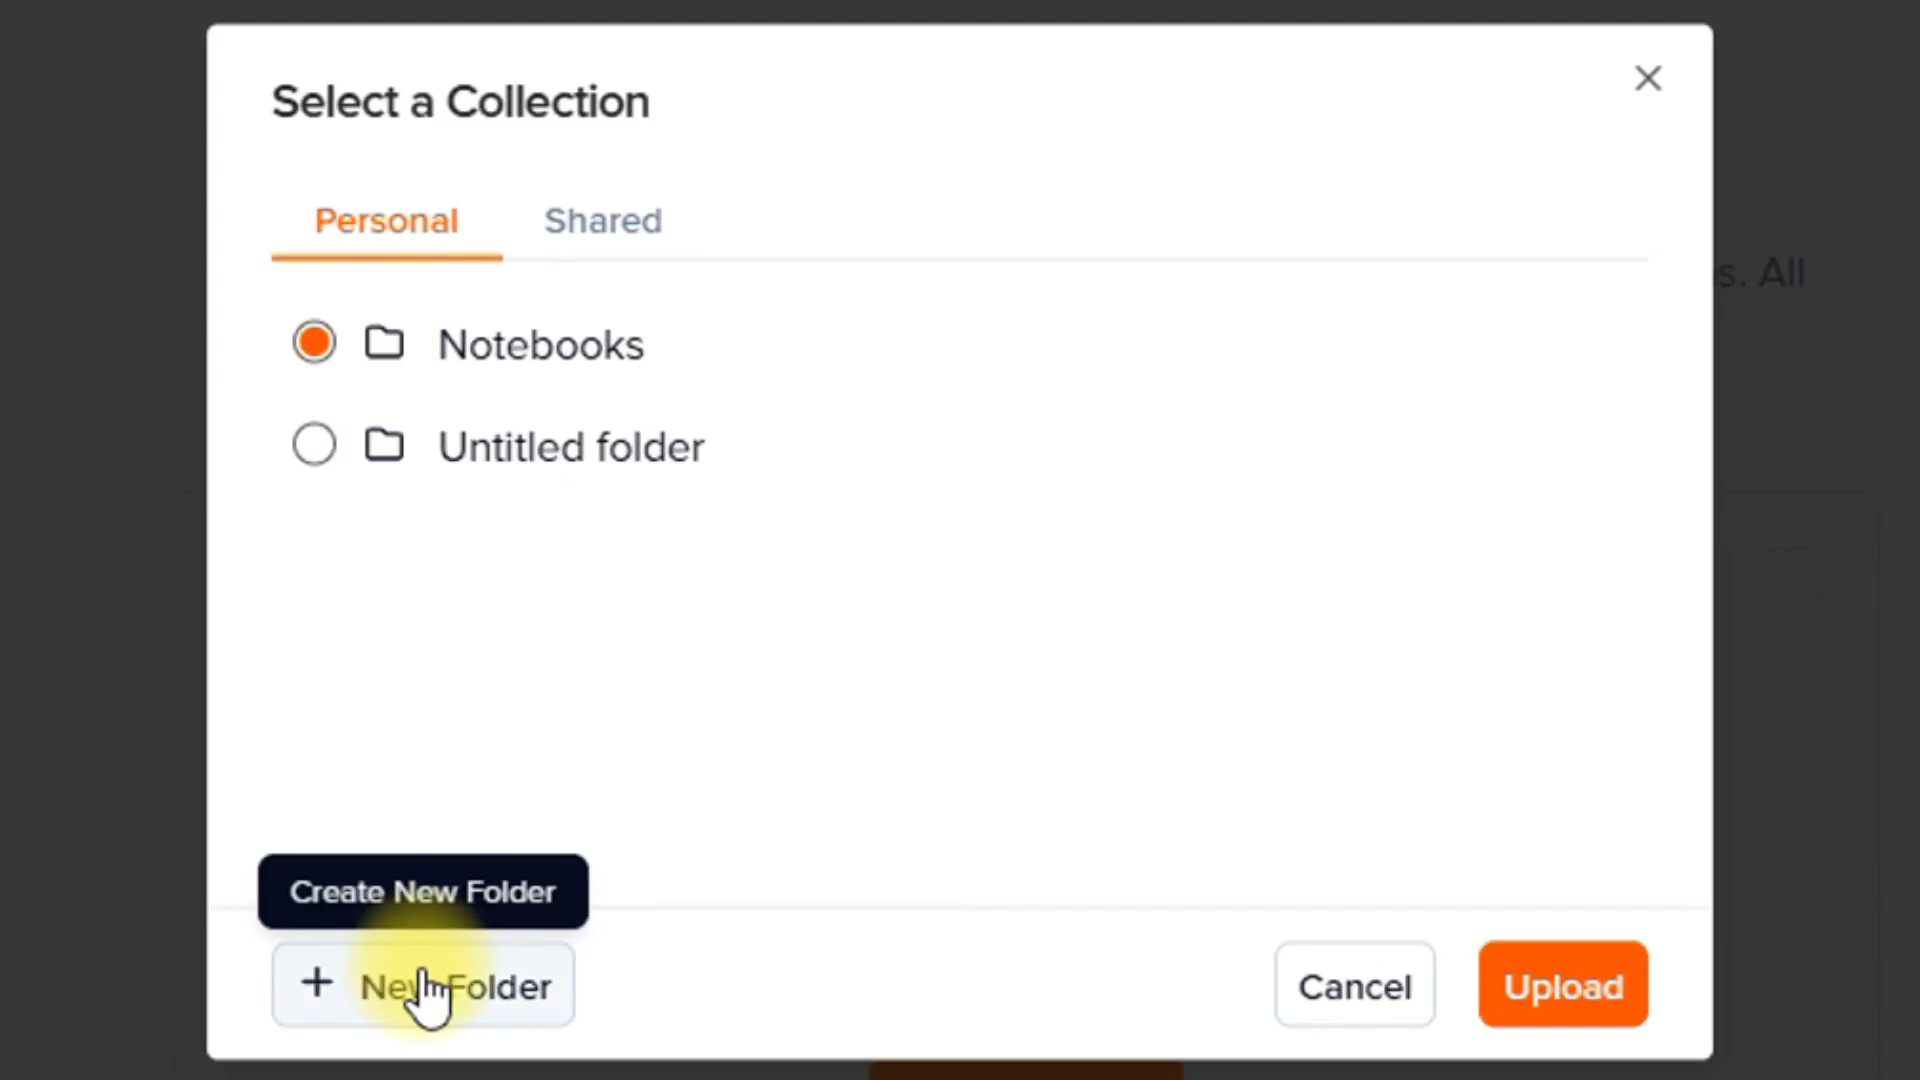 Select a Collection
Personal
Shared
s. All
Notebooks
Untitled folder
Create New Folder
+ New Folder
Cancel
Upload